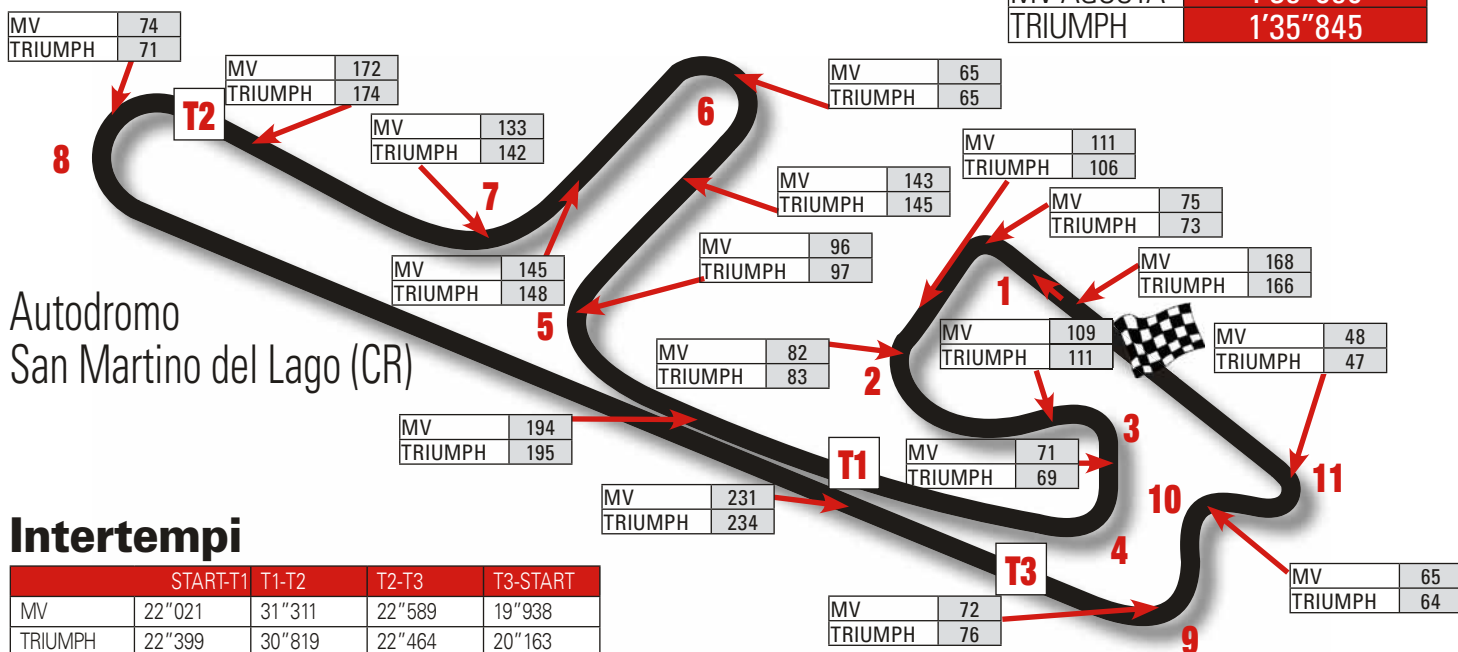 TRIUMPH 1'35"845
MV 74
TRIUMPH 71
MV 172
TRIUMPH 174
T2
8
MV 133
TRIUMPH 142
7
6
MV 65
TRIUMPH 65
MV 111
TRIUMPH 106
MV 143
TRIUMPH 145
MV 75
TRIUMPH 73
MV 96
TRIUMPH 97
MV 145
TRIUMPH 148
MV 168
TRIUMPH 166
1
5
Autodromo
San Martino del Lago (CR)
MV 109
TRIUMPH 111
MV 48
TRIUMPH 47
MV 82
TRIUMPH 83
2
3
MV 194
TRIUMPH 195
T1
MV 71
TRIUMPH 69
11
10
MV 231
TRIUMPH 234
4
T3
MV 65
TRIUMPH 64
MV 72
TRIUMPH 76
9
Intertempi
START-T1 T1-T2 T2-T3 T3-START
MV 22"021 31"311 22"589 19"938
TRIUMPH 22"399 30"819 22"464 20"163